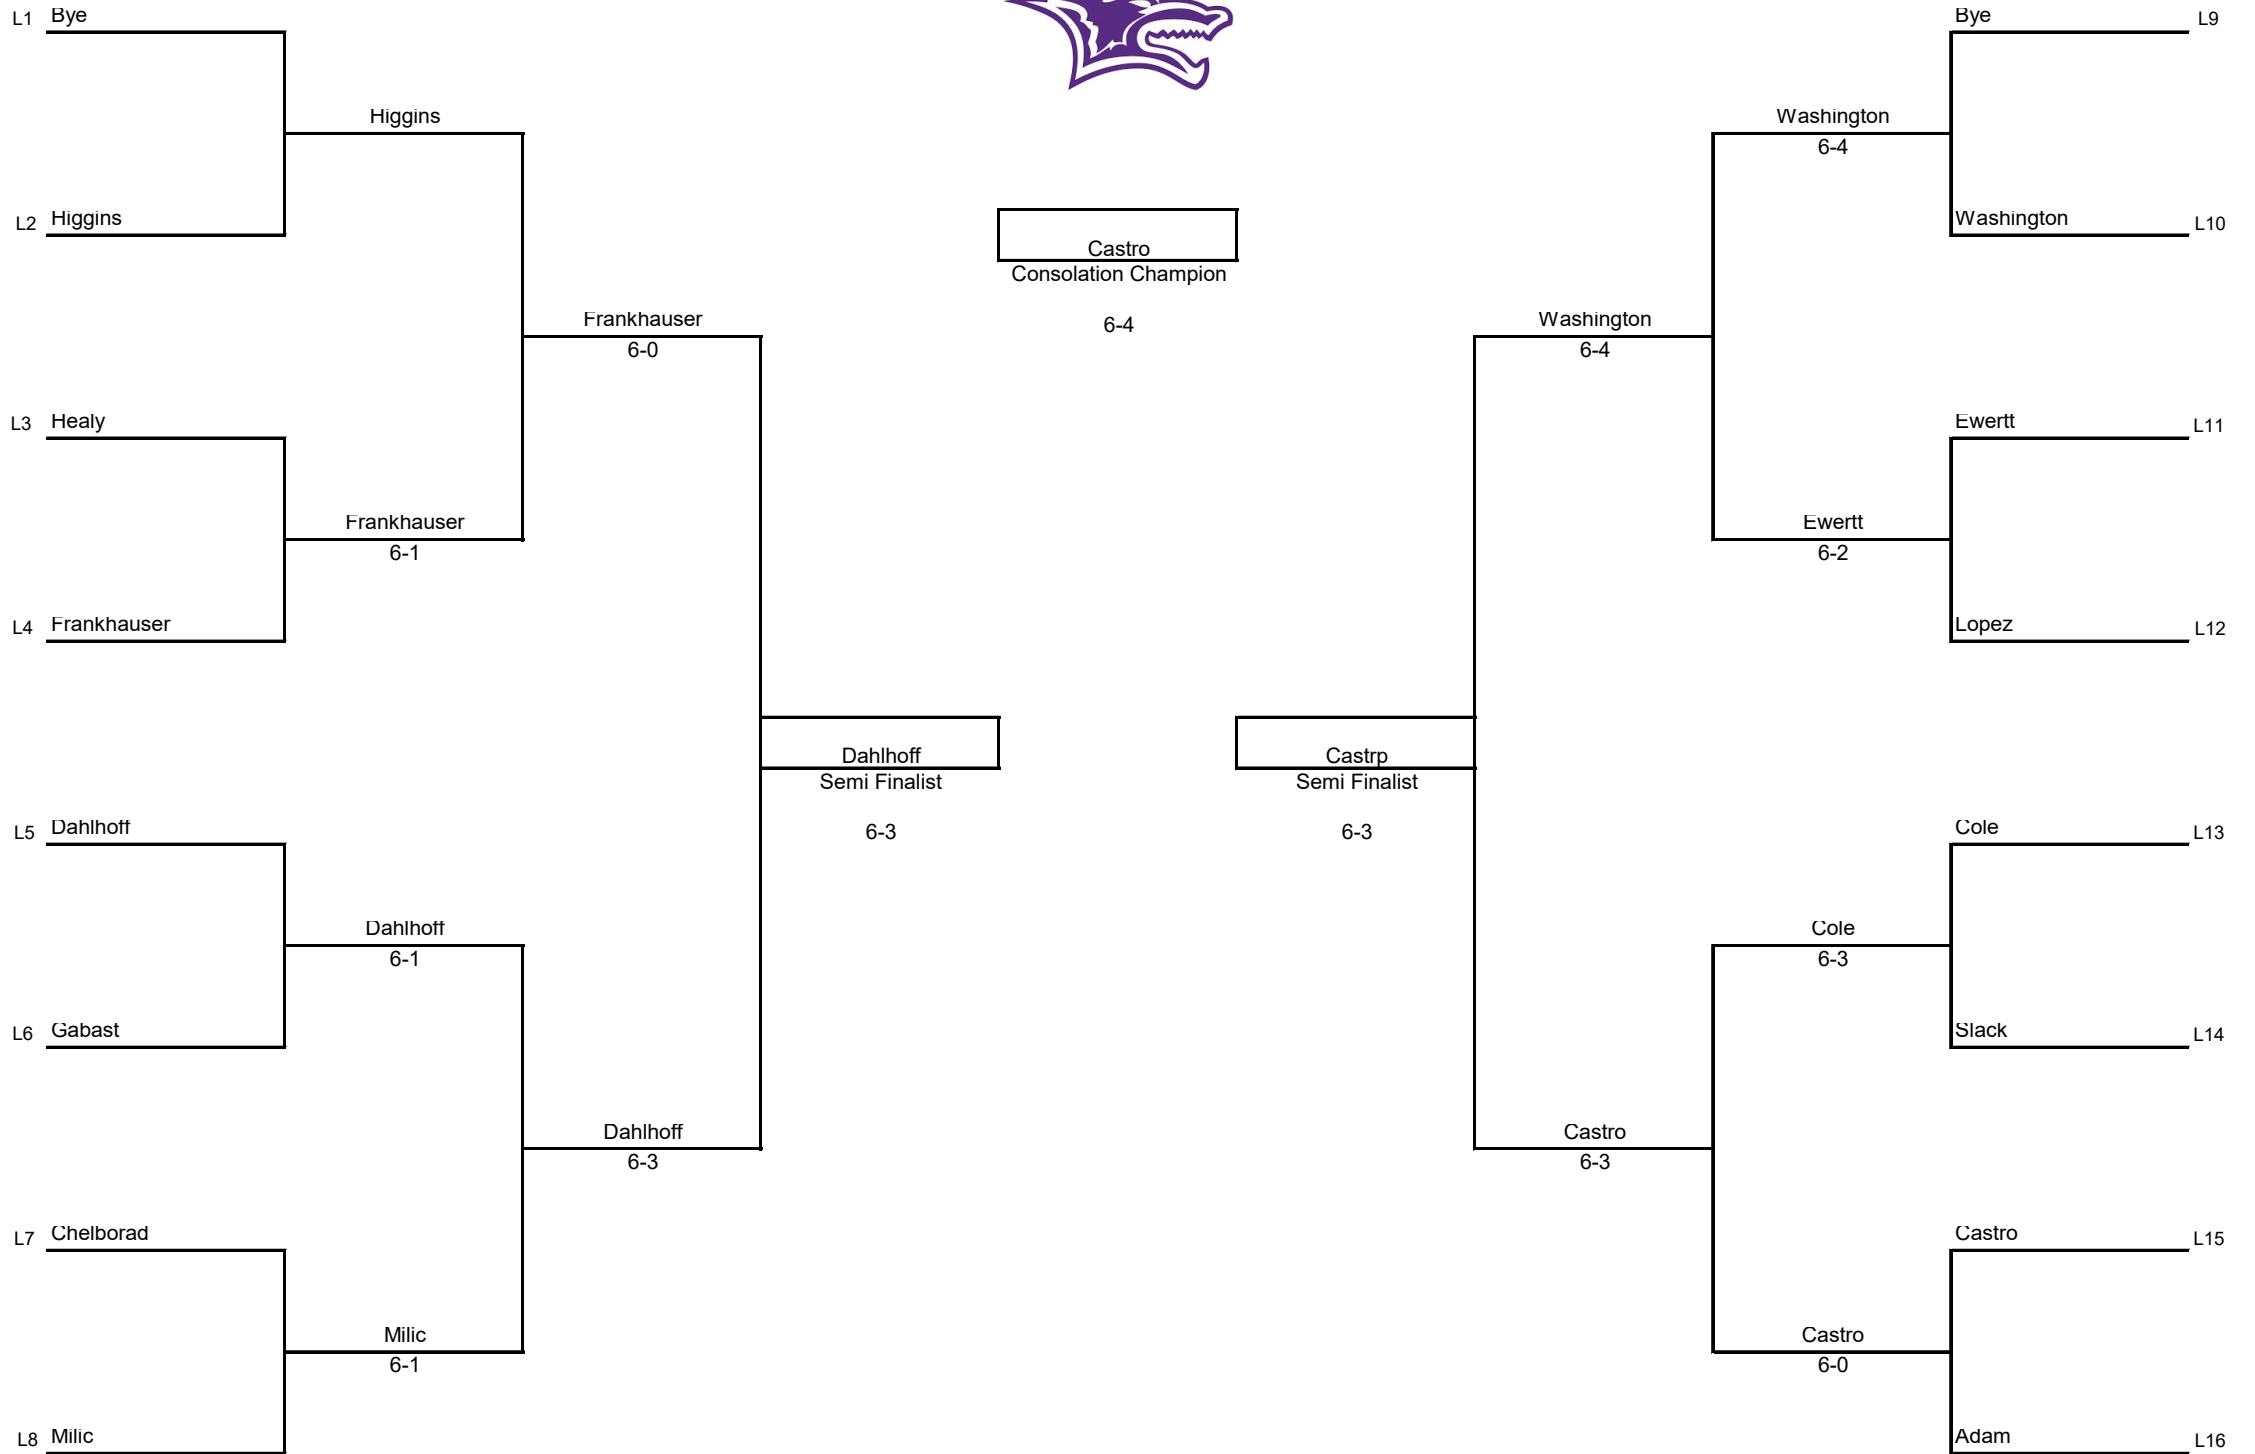 L1 Bye
Higgins
L2 Higgins
Frankhauser
6-0
L3 Healy
Frankhauser
6-1
L4 Frankhauser
Dahlhoff
Semi Finalist
6-3
L5 Dahlhoff
Dahlhoff
6-1
L6 Gabast
Dahlhoff
6-3
L7 Chelborad
Milic
6-1
L8 Milic
Castro
Consolation Champion
6-4
Bye L9
Washington
6-4
Washington L10
Washington
6-4
Ewertt L11
Ewertt
6-2
Lopez L12
Castrp
Semi Finalist
6-3
Cole L13
Cole
6-3
Slack L14
Castro
6-3
Castro L15
Castro
6-0
Adam L16